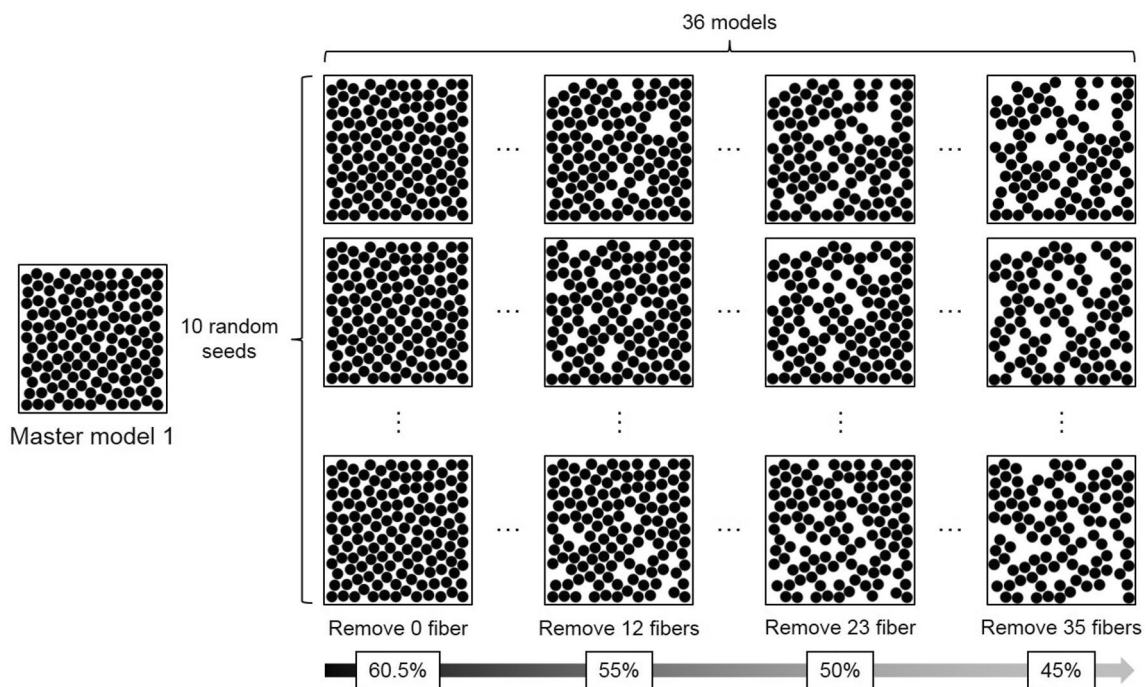 36 models
10 random
seeds
Master model 1
Remove 0 fiber
Remove 12 fibers
Remove 23 fiber
Remove 35 fibers
60.5%
55%
50%
45%